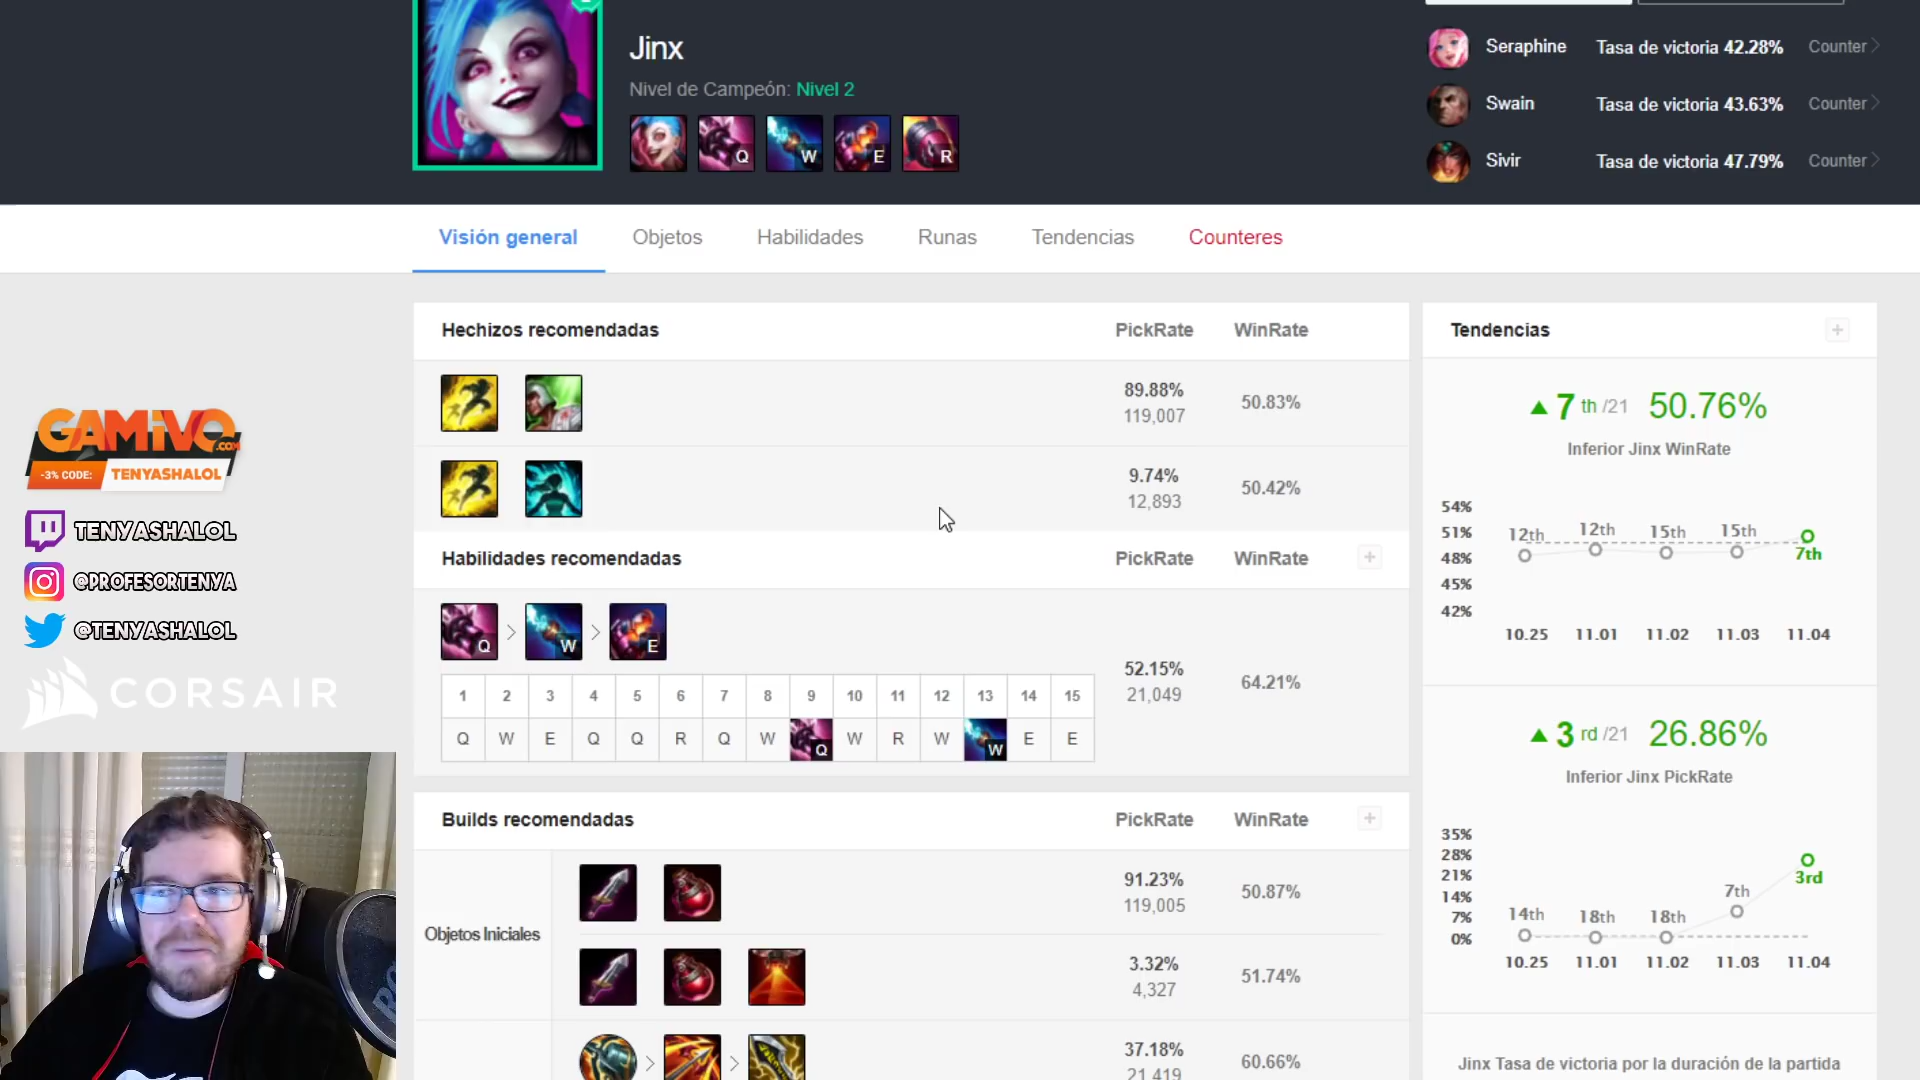 Jinx
Nivel de Campeón: Nivel 2
Q W E R
Seraphine Tasa de victoria 42.28% Counter
Swain Tasa de victoria 43.63% Counter
Sivir Tasa de victoria 47.79% Counter
Visión general Objetos Habilidades Runas Tendencias Counteres
Hechizos recomendadas PickRate WinRate
89.88%
119,007
50.83%
9.74%
12,893
50.42%
Habilidades recomendadas PickRate WinRate
Q W E
52.15%
21,049
64.21%
1 2 3 4 5 6 7 8 9 10 11 12 13 14 15
Q W E Q Q R Q W Q W R W W E E
Builds recomendadas PickRate WinRate
Objetos Iniciales
91.23%
119,005
50.87%
3.32%
4,327
51.74%
37.18%
21,419
60.66%
Tendencias
7 th /21 50.76%
Inferior Jinx WinRate
54%
51%
48%
45%
42%
12th 12th 15th 15th 7th
10.25 11.01 11.02 11.03 11.04
3 rd /21 26.86%
Inferior Jinx PickRate
35%
28%
21%
14%
7%
0%
14th 18th 18th 7th 3rd
10.25 11.01 11.02 11.03 11.04
Jinx Tasa de victoria por la duración de la partida
GAMIVO.COM
-3% CODE: TENYASHALOL
TENYASHALOL
@PROFESORTENYA
@TENYASHALOL
CORSAIR